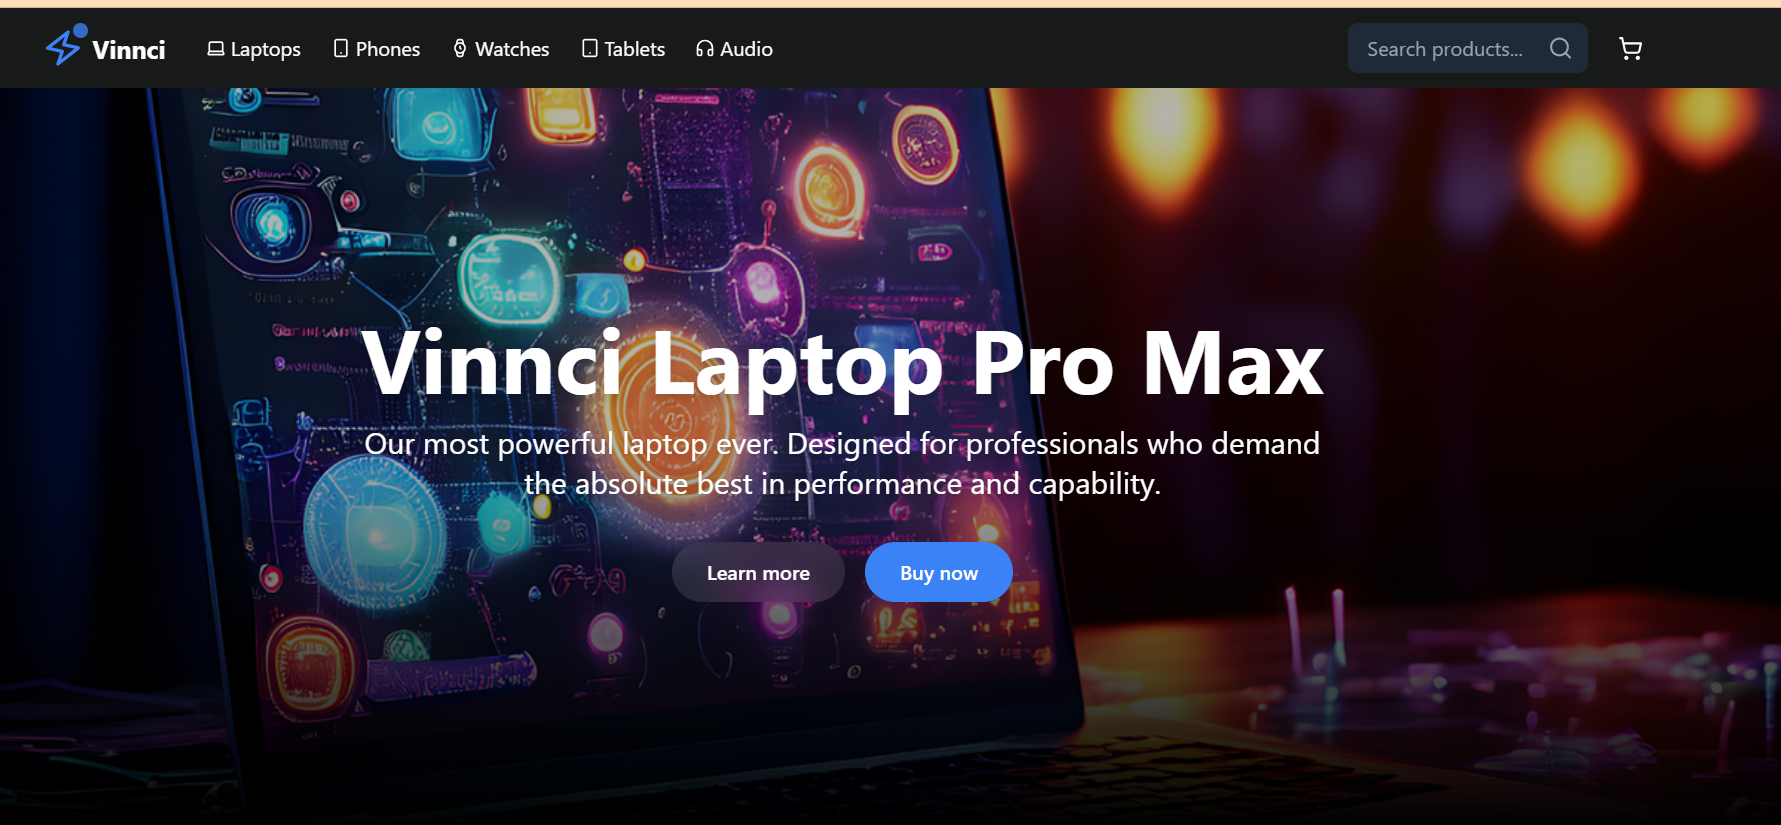 Vinnci
Laptops
Phones
Watches
Tablets
Audio
Search products...
Vinnci Laptop Pro Max
Our most powerful laptop ever. Designed for professionals who demand
the absolute best in performance and capability.
Learn more
Buy now